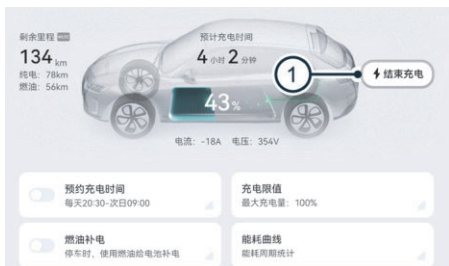 剩余里程
134 km
纯电: 78km
燃油: 56km
预计充电时间
4 小时 2 分钟
1
结束充电
43%
电流: -18A 电压: 354V
预约充电时间
每天20:30-次日09:00
充电限值
最大充电量: 100%
燃油补电
停车时，使用燃油给电池补电
能耗曲线
能耗周期统计